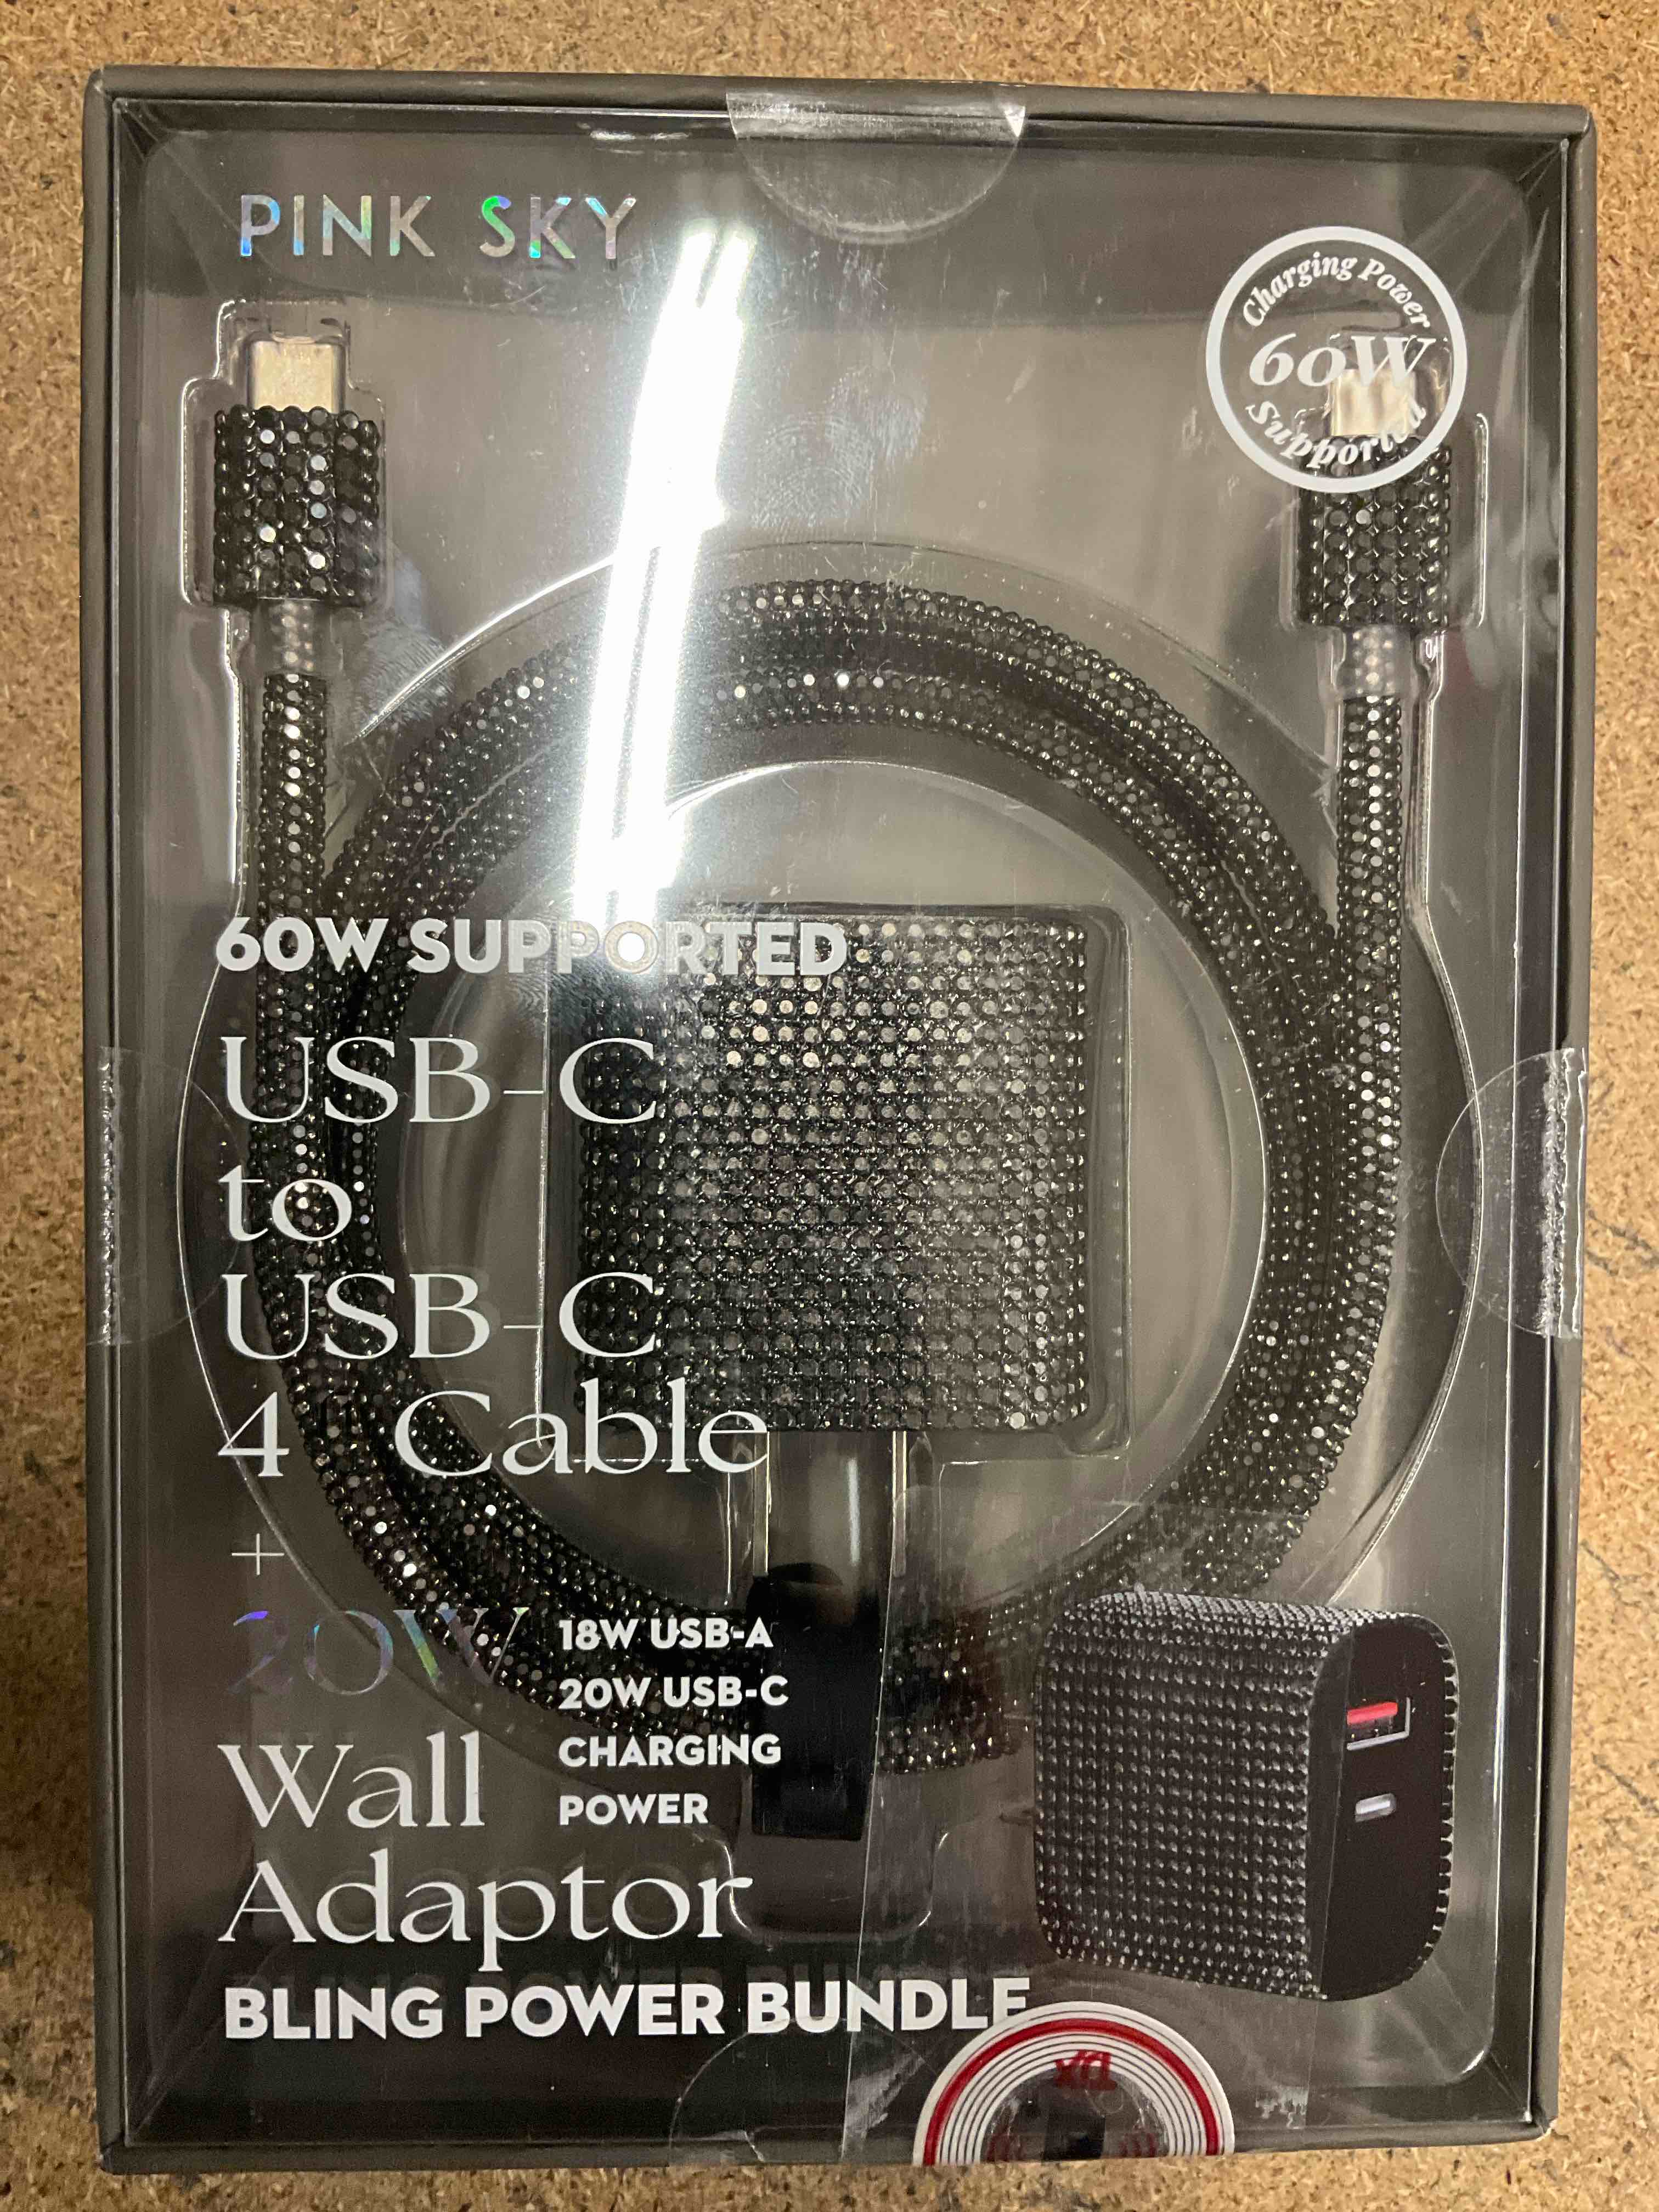 PINK SKY
Charging Power
60W
Supported
60W SUPPORTED
USB-C
to
USB-C
4" Cable
+
20W
Wall
Adaptor
18W USB-A
20W USB-C
CHARGING
POWER
BLING POWER BUNDLE